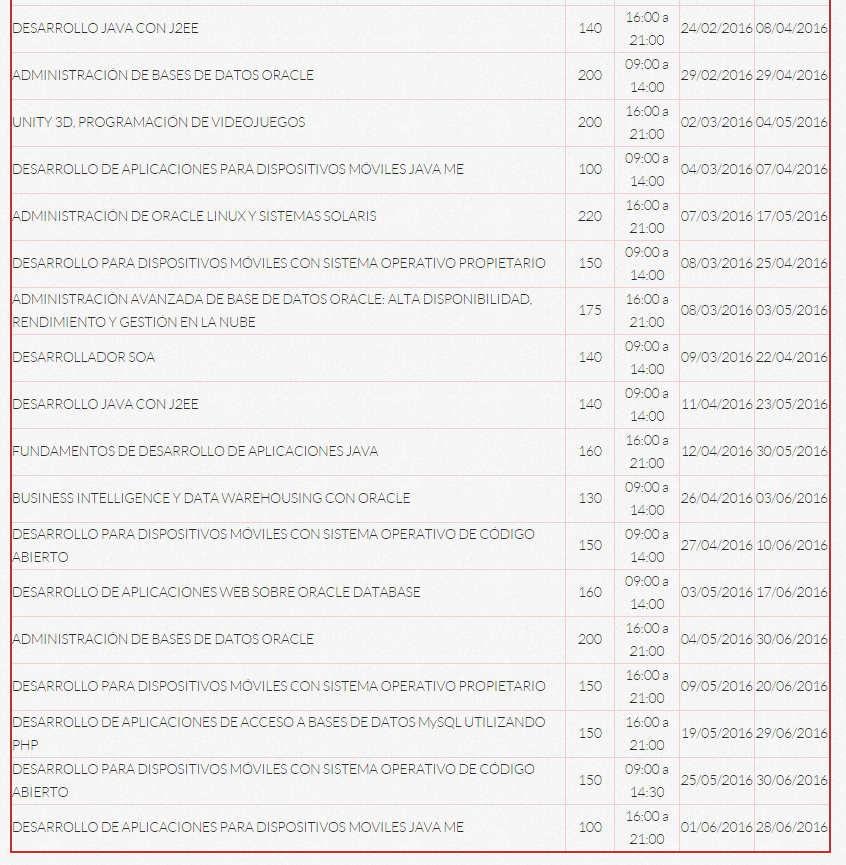 DESARROLLO JAVA CON J2EE 140 16:00 a 21:00 24/02/2016 08/04/2016
ADMINISTRACIÓN DE BASES DE DATOS ORACLE 200 09:00 a 14:00 29/02/2016 29/04/2016
UNITY 3D, PROGRAMACIÓN DE VIDEOJUEGOS 200 16:00 a 21:00 02/03/2016 04/05/2016
DESARROLLO DE APLICACIONES PARA DISPOSITIVOS MÓVILES JAVA ME 100 09:00 a 14:00 04/03/2016 07/04/2016
ADMINISTRACIÓN DE ORACLE LINUX Y SISTEMAS SOLARIS 220 16:00 a 21:00 07/03/2016 17/05/2016
DESARROLLO PARA DISPOSITIVOS MÓVILES CON SISTEMA OPERATIVO PROPIETARIO 150 09:00 a 14:00 08/03/2016 25/04/2016
ADMINISTRACIÓN AVANZADA DE BASE DE DATOS ORACLE: ALTA DISPONIBILIDAD,
RENDIMIENTO Y GESTIÓN EN LA NUBE 175 16:00 a 21:00 08/03/2016 03/05/2016
DESARROLLADOR SOA 140 09:00 a 14:00 09/03/2016 22/04/2016
DESARROLLO JAVA CON J2EE 140 09:00 a 14:00 11/04/2016 23/05/2016
FUNDAMENTOS DE DESARROLLO DE APLICACIONES JAVA 160 16:00 a 21:00 12/04/2016 30/05/2016
BUSINESS INTELLIGENCE Y DATA WAREHOUSING CON ORACLE 130 09:00 a 14:00 26/04/2016 03/06/2016
DESARROLLO PARA DISPOSITIVOS MÓVILES CON SISTEMA OPERATIVO DE CÓDIGO
ABIERTO 150 09:00 a 14:00 27/04/2016 10/06/2016
DESARROLLO DE APLICACIONES WEB SOBRE ORACLE DATABASE 160 09:00 a 14:00 03/05/2016 17/06/2016
ADMINISTRACIÓN DE BASES DE DATOS ORACLE 200 16:00 a 21:00 04/05/2016 30/06/2016
DESARROLLO PARA DISPOSITIVOS MÓVILES CON SISTEMA OPERATIVO PROPIETARIO 150 16:00 a 21:00 09/05/2016 20/06/2016
DESARROLLO DE APLICACIONES DE ACCESO A BASES DE DATOS MySQL UTILIZANDO
PHP 150 16:00 a 21:00 19/05/2016 29/06/2016
DESARROLLO PARA DISPOSITIVOS MÓVILES CON SISTEMA OPERATIVO DE CÓDIGO
ABIERTO 150 09:00 a 14:30 25/05/2016 30/06/2016
DESARROLLO DE APLICACIONES PARA DISPOSITIVOS MOVILES JAVA ME 100 16:00 a 21:00 01/06/2016 28/06/2016